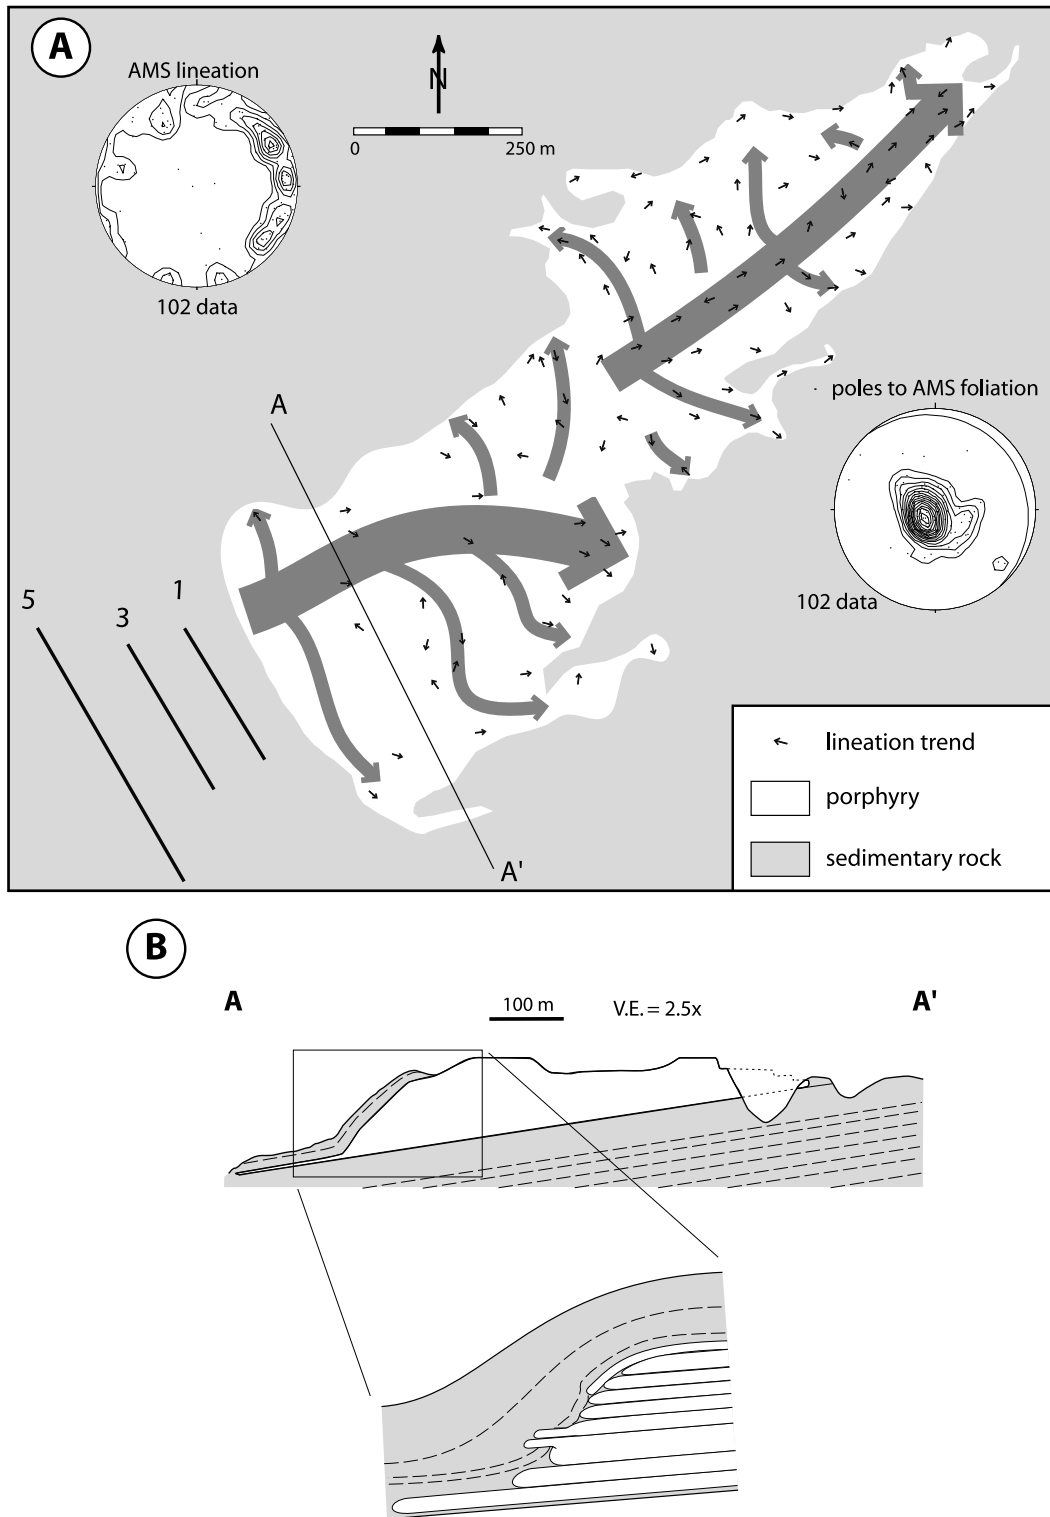 A
AMS lineation
102 data
N
0 250 m
A
poles to AMS foliation
102 data
5
3
1
A'
lineation trend
porphyry
sedimentary rock
B
A
100 m
V.E. = 2.5x
A'